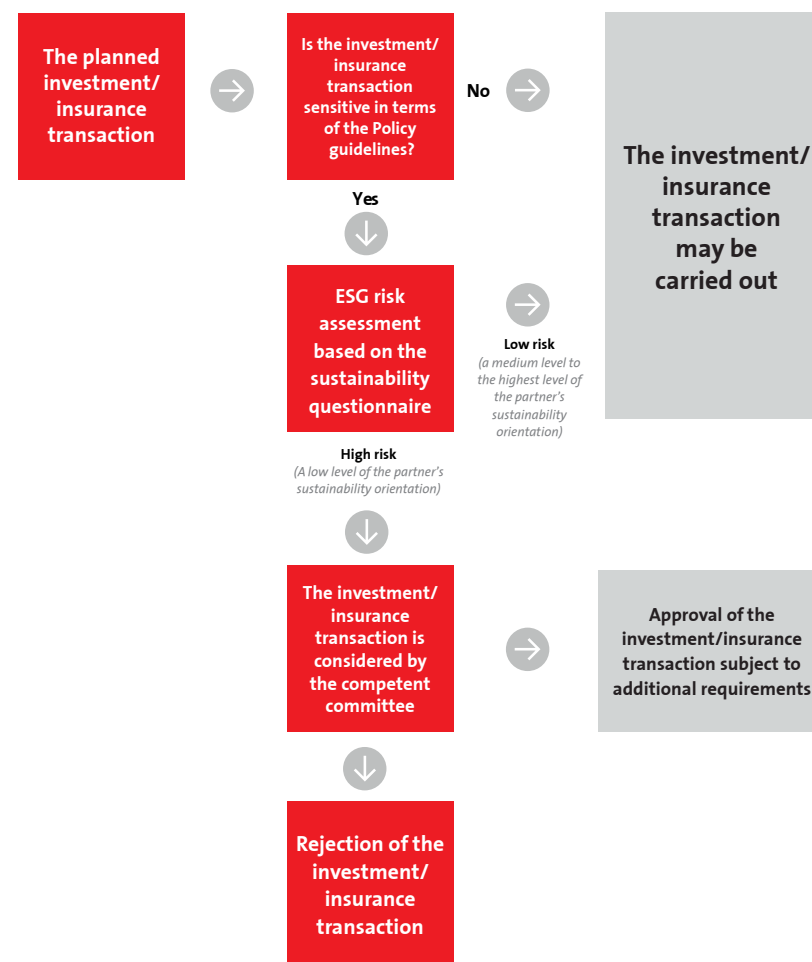 The planned
investment/
insurance
transaction
Is the investment/
insurance
transaction
sensitive in terms
of the Policy
guidelines?
No
The investment/
insurance
transaction
may be
carried out
Yes
ESG risk
assessment
based on the
sustainability
questionnaire
Low risk
(a medium level to
the highest level of
the partner's
sustainability
orientation)
High risk
(A low level of the partner's
sustainability orientation)
The investment/
insurance
transaction is
considered by
the competent
committee
Approval of the
investment/insurance
transaction subject to
additional requirements
Rejection of the
investment/
insurance
transaction